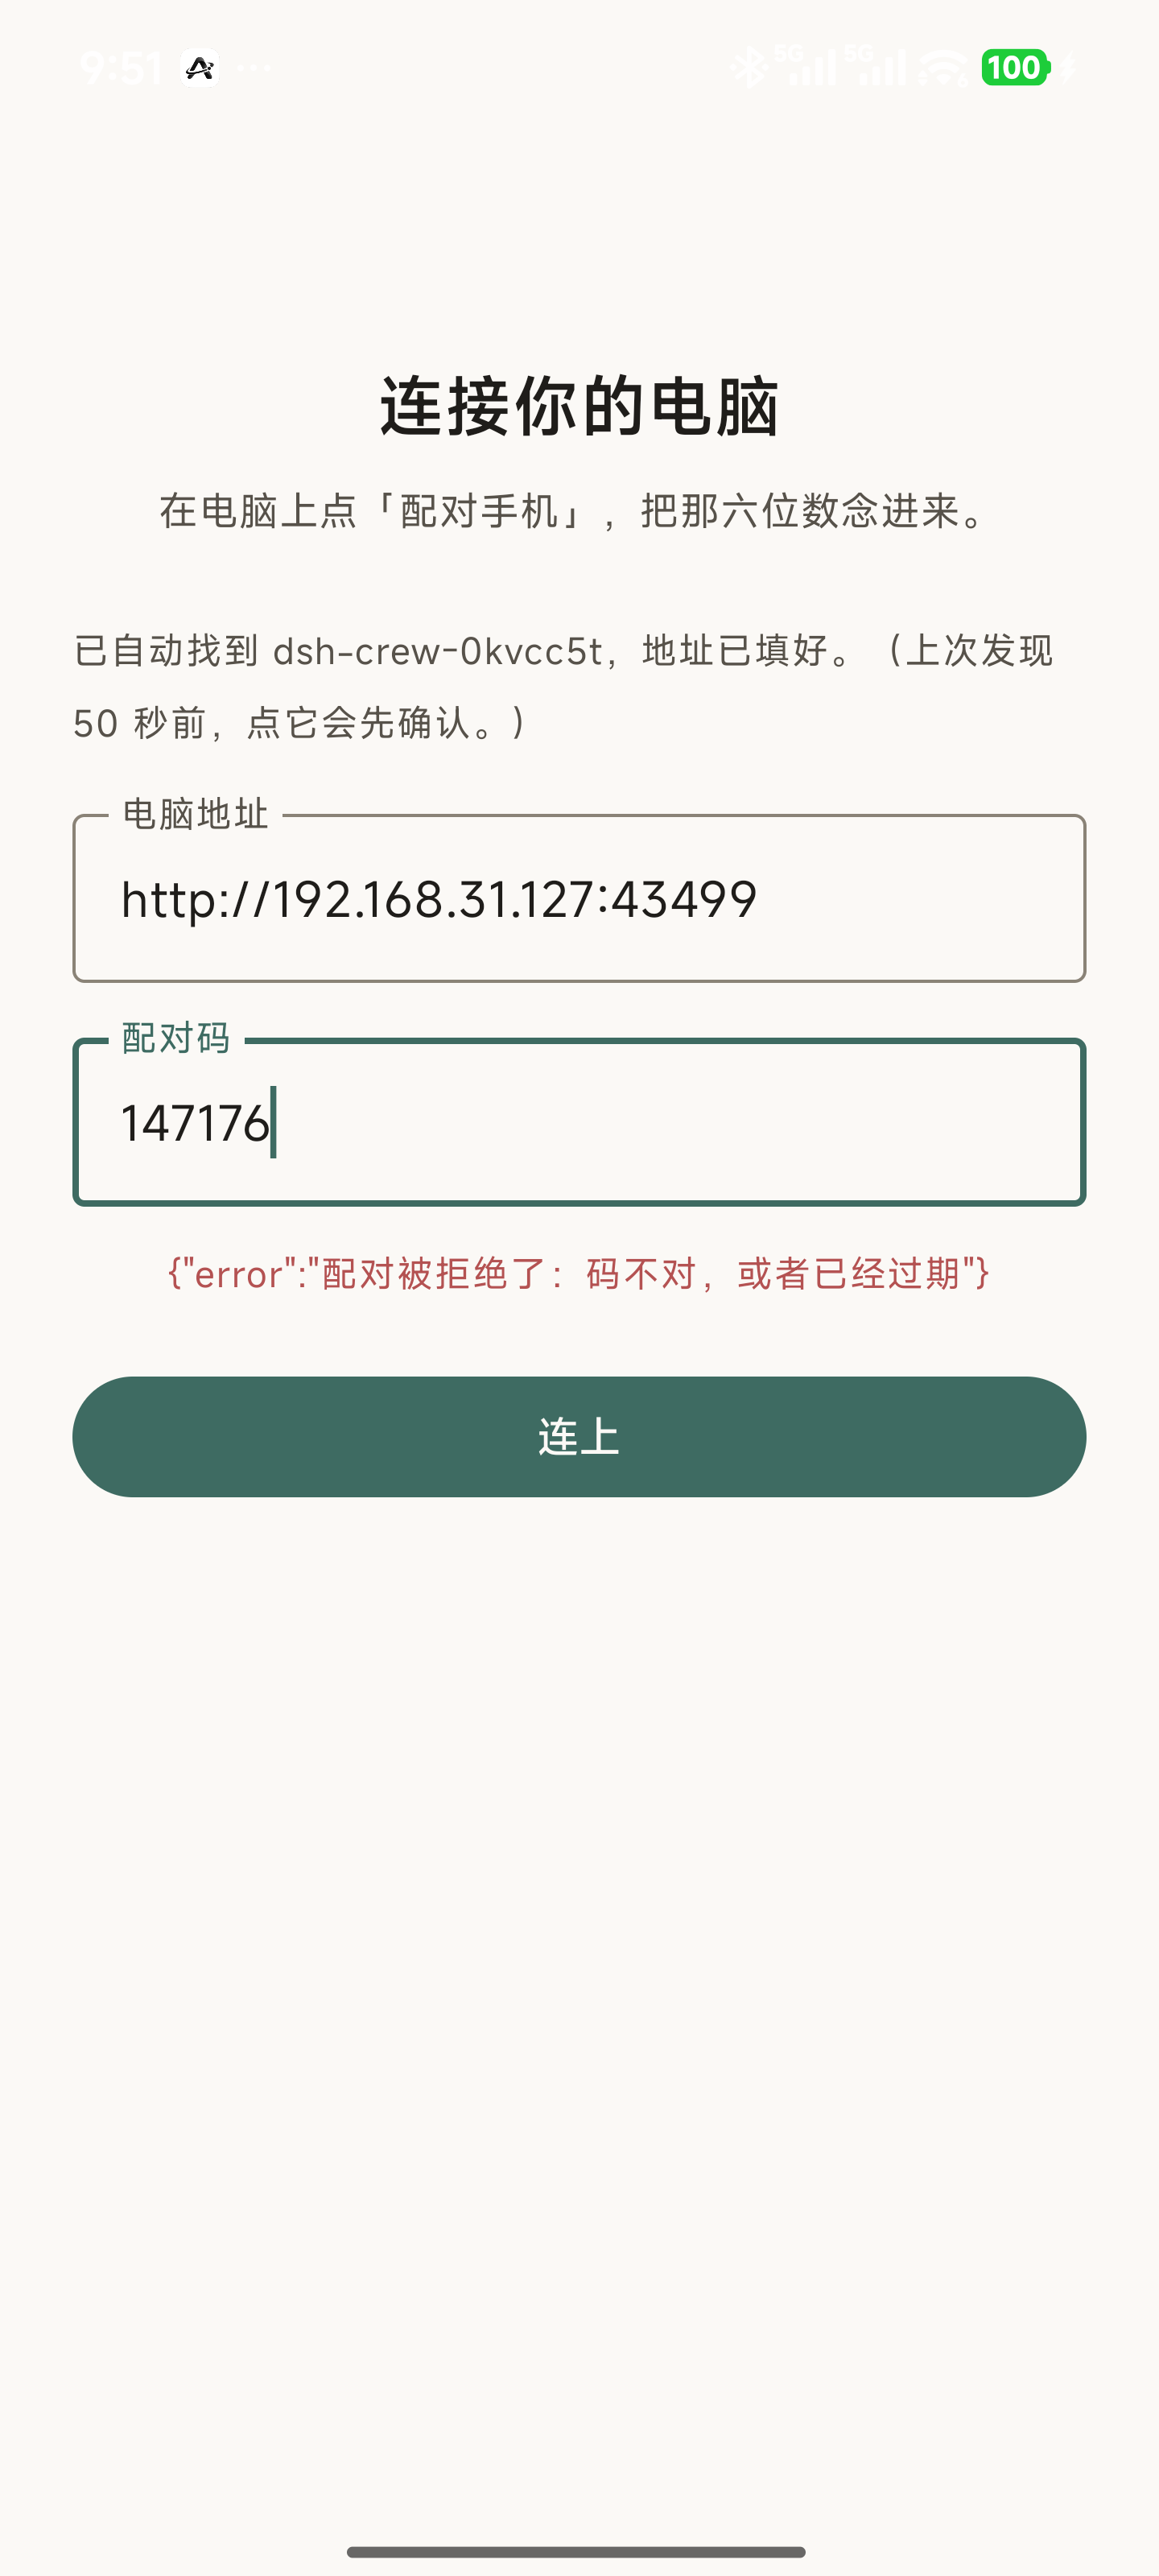 9:51
5G 5G 100
连接你的电脑
在电脑上点「配对手机」，把那六位数念进来。
已自动找到 dsh-crew-0kvcc5t，地址已填好。（上次发现
50 秒前，点它会先确认。）
电脑地址
http://192.168.31.127:43499
配对码
147176
{"error":"配对被拒绝了：码不对，或者已经过期"}
连上